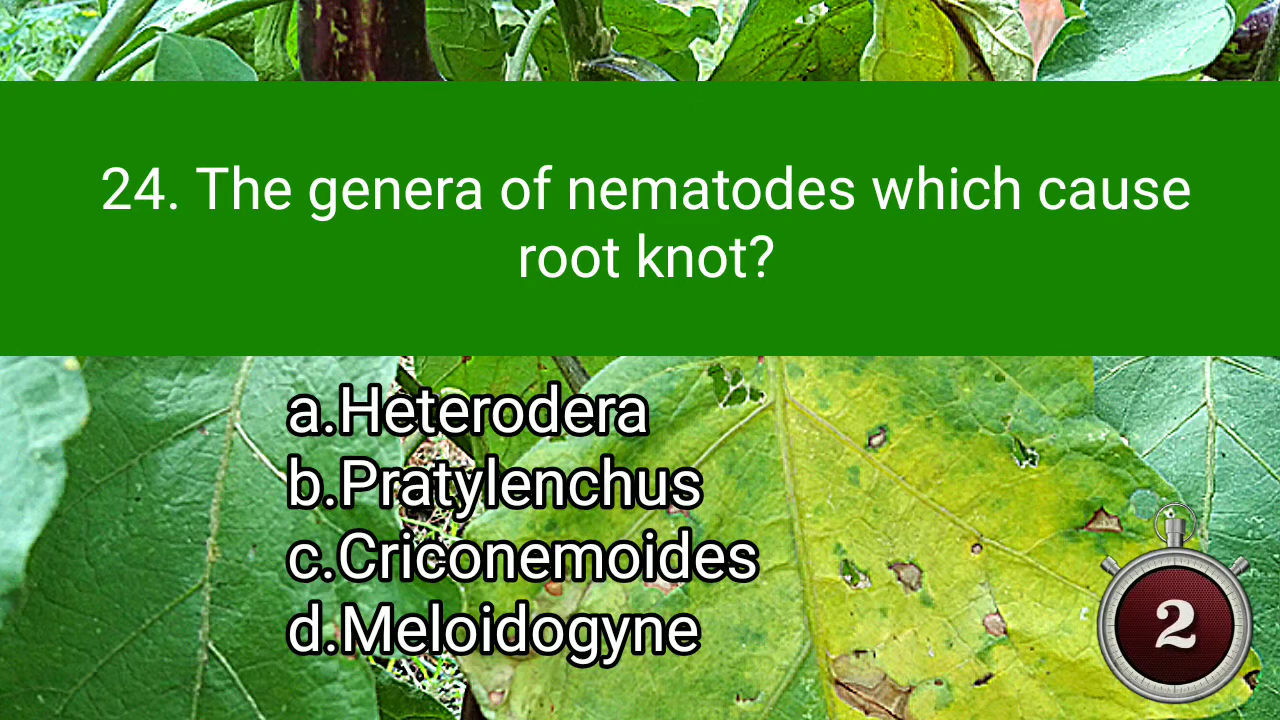 24. The genera of nematodes which cause
root knot?
a.Heterodera
b.Pratylenchus
c.Criconemoides
d.Meloidogyne
2